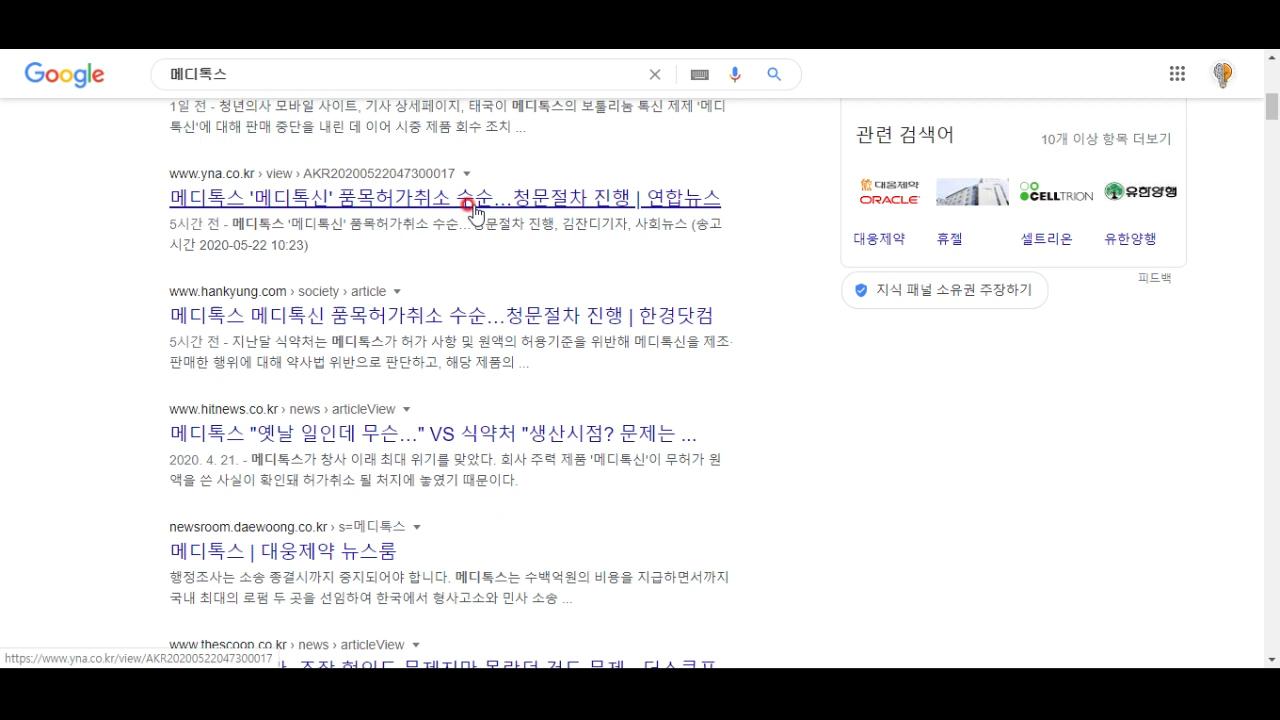 Google
메디톡스
1일 전 - 청년의사 모바일 사이트, 기사 상세페이지, 태국이 메디톡스의 보툴리눔 독신 제제 '메디
톡신'에 대해 판매 중단을 내린 데 이어 시중 제품 회수 조치 ...
www.yna.co.kr › view › AKR20200522047300017
메디톡스 '메디톡신' 품목허가취소 수순...청문절차 진행 | 연합뉴스
5시간 전 - 메디톡스 '메디톡신' 품목허가취소 수순...청문절차 진행, 김잔디기자, 사회뉴스 (송고
시간 2020-05-22 10:23)
www.hankyung.com › society › article
메디톡스 메디톡신 품목허가취소 수순...청문절차 진행 | 한경닷컴
5시간 전 - 지난달 식약처는 메디톡스가 허가 사항 및 원액의 허용기준을 위반해 메디톡신을 제조·
판매한 행위에 대해 약사법 위반으로 판단하고, 해당 제품의 ...
www.hitnews.co.kr › news › articleView
메디톡스 "옛날 일인데 무슨..." VS 식약처 "생산시점? 문제는 ...
2020. 4. 21. - 메디톡스가 창사 이래 최대 위기를 맞았다. 회사 주력 제품 '메디톡신'이 무허가 원
액을 쓴 사실이 확인돼 허가취소 될 처지에 놓였기 때문이다.
newsroom.daewoong.co.kr › s=메디톡스
메디톡스 | 대웅제약 뉴스룸
행정조사는 소송 종결시까지 중지되어야 합니다. 메디톡스는 수백억원의 비용을 지급하면서까지
국내 최대의 로펌 두 곳을 선임하여 한국에서 형사고소와 민사 소송 ...
www.thescoop.co.kr › news › articleView
https://www.yna.co.kr/view/AKR20200522047300017
관련 검색어
10개 이상 항목 더보기
대웅제약
ORACLE
CELLTRION
유한양행
대웅제약
휴젤
셀트리온
유한양행
피드백
지식 패널 소유권 주장하기